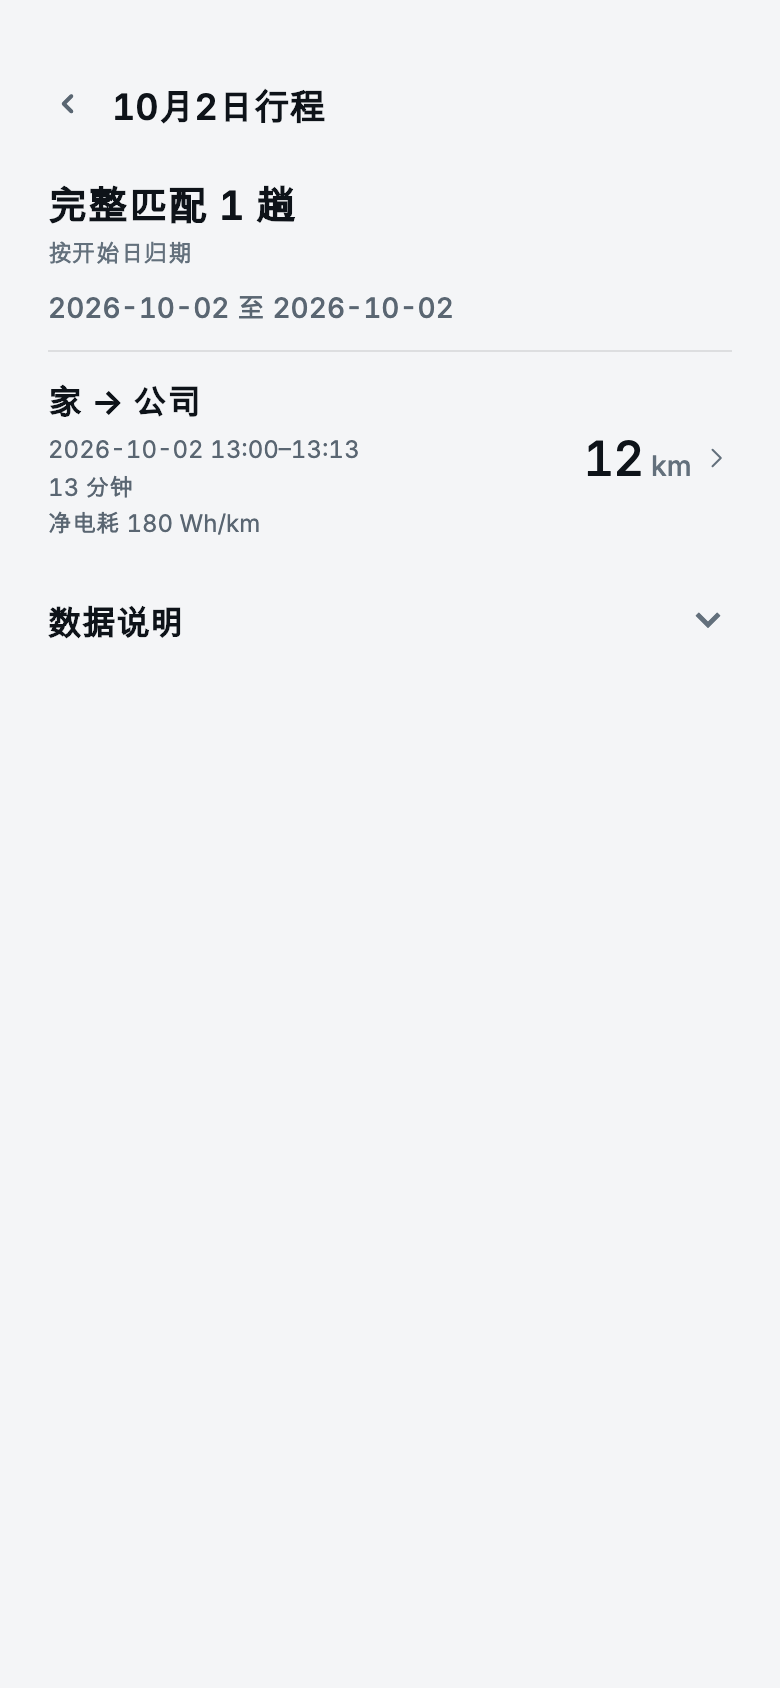 10月2日行程
完整匹配 1 趟
按开始日归期
2026-10-02 至 2026-10-02
家 → 公司
2026-10-02 13:00–13:13
12 km
13 分钟
净电耗 180 Wh/km
数据说明